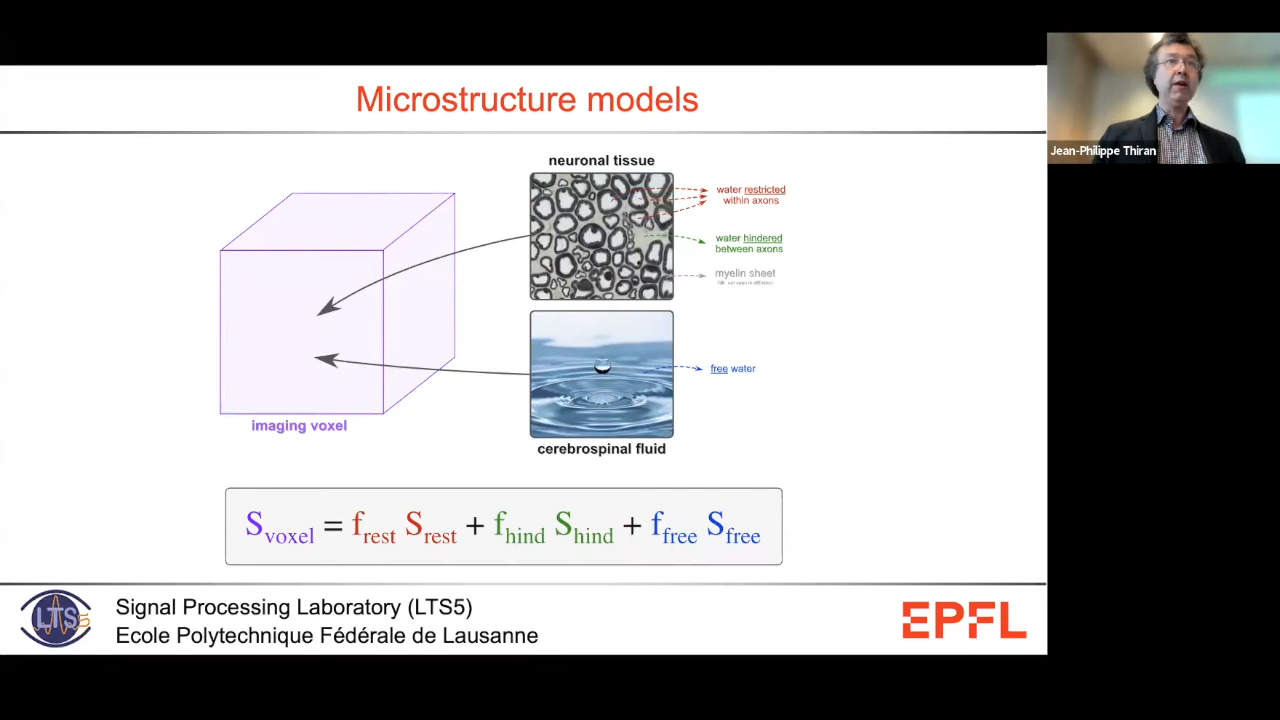 Microstructure models
Jean-Philippe Thiran
neuronal tissue
water restricted
within axons
water hindered
between axons
myelin sheet
free water
imaging voxel
cerebrospinal fluid
S_voxel = f_rest S_rest + f_hind S_hind + f_free S_free
LTS5
Signal Processing Laboratory (LTS5)
Ecole Polytechnique Fédérale de Lausanne
EPFL